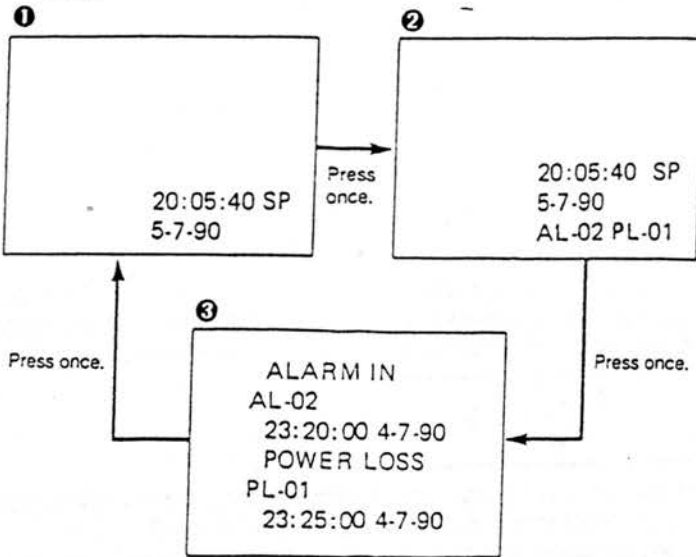 ❶
20:05:40 SP
5-7-90
Press
once.
❷
20:05:40 SP
5-7-90
AL-02 PL-01
Press once.
❸
ALARM IN
AL-02
23:20:00 4-7-90
POWER LOSS
PL-01
23:25:00 4-7-90
Press once.